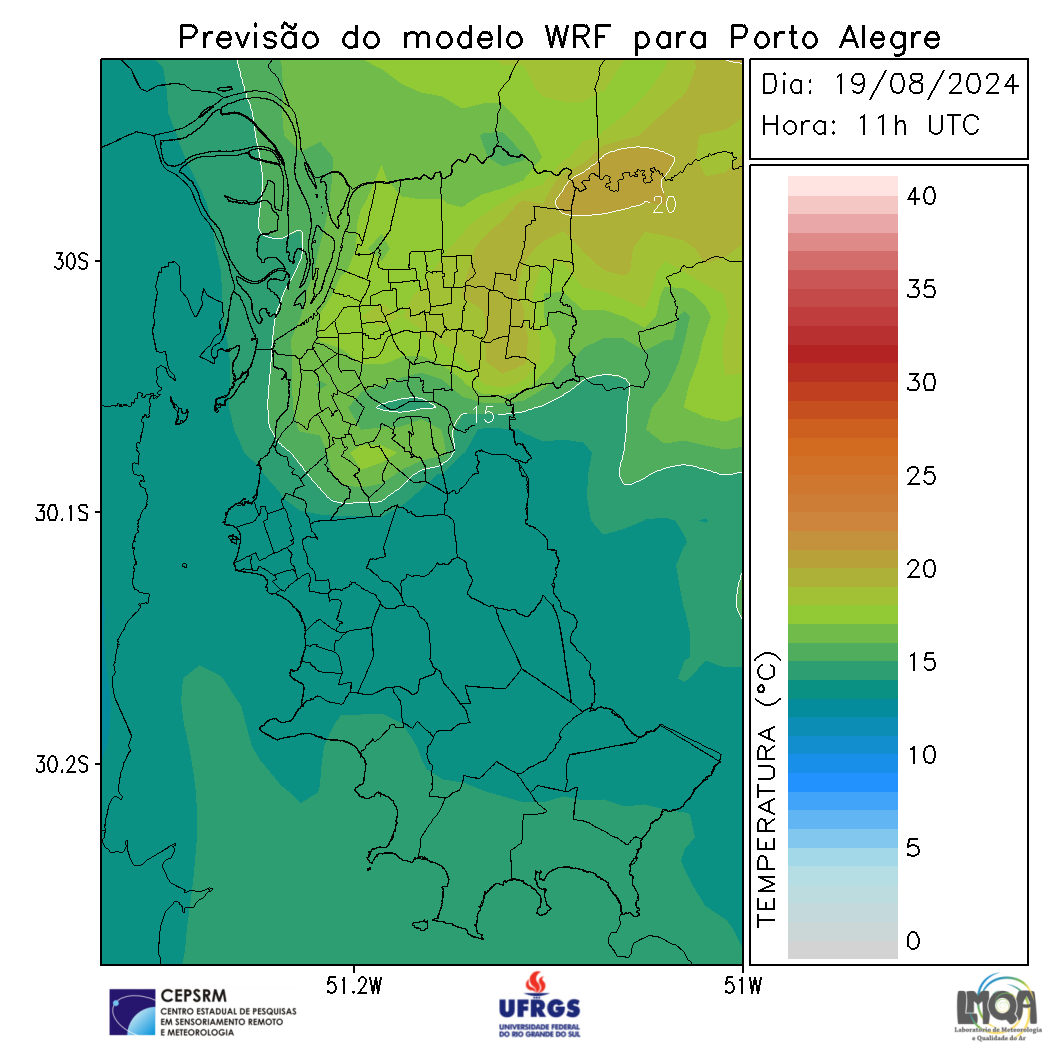 Previsão do modelo WRF para Porto Alegre
Dia: 19/08/2024
Hora: 11h UTC
40
35
30
25
20
15
10
5
0
TEMPERATURA (°C)
20
15
30S
30.1S
30.2S
51.2W
51W
CEPSRM
CENTRO ESTADUAL DE PESQUISAS
EM SENSORIAMENTO REMOTO
E METEOROLOGIA
UFRGS
UNIVERSIDADE FEDERAL
DO RIO GRANDE DO SUL
LMQA
Laboratório de Meteorologia
e Qualidade do Ar